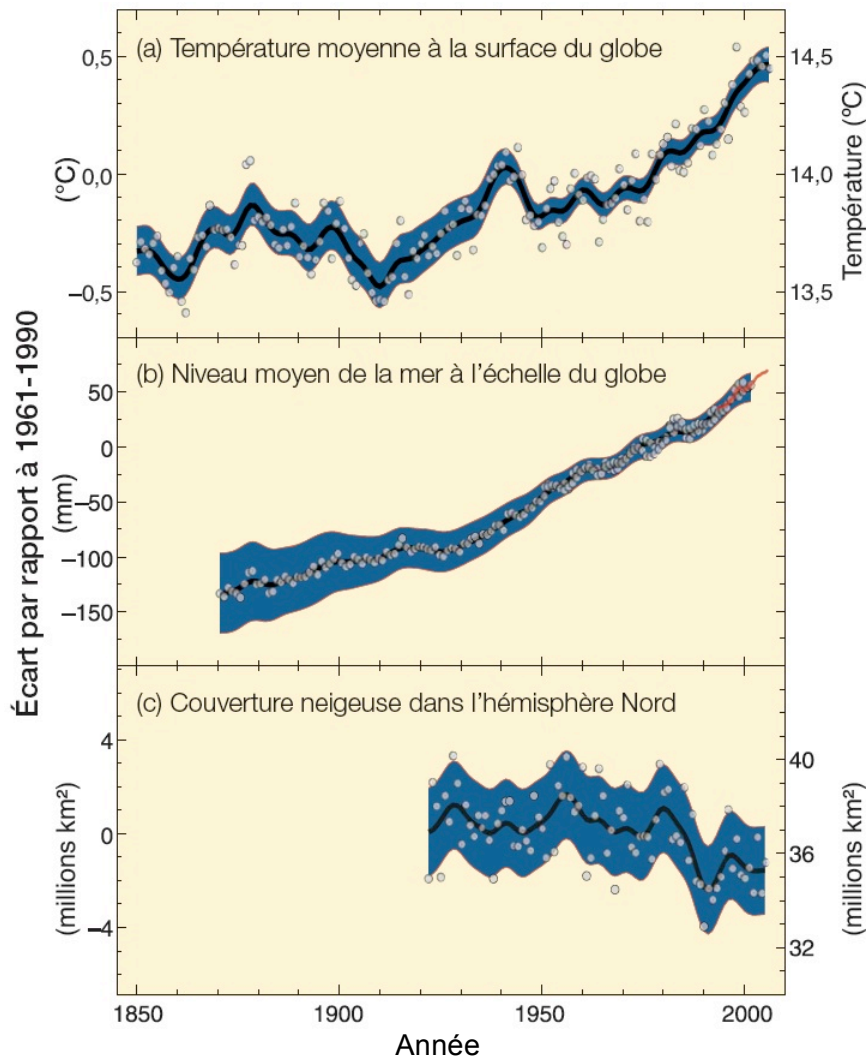 (a) Température moyenne à la surface du globe
0,5
0,0
−0,5
(°C)
14,5
14,0
13,5
Température (°C)
Écart par rapport à 1961-1990
(b) Niveau moyen de la mer à l’échelle du globe
50
0
−50
−100
−150
(mm)
(c) Couverture neigeuse dans l’hémisphère Nord
4
0
−4
(millions km²)
40
36
32
(millions km²)
1850
1900
1950
2000
Année